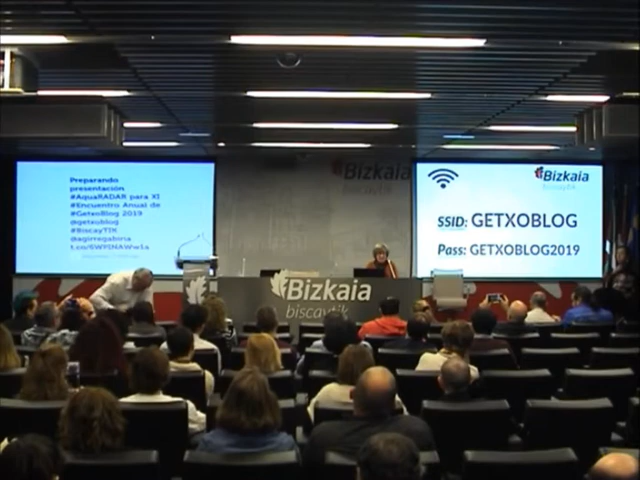 Preparando
presentación
#AquaRADAR para XI
#Encuentro Anual de
#GetxoBlog 2019
@getxoblog
#BiscayTIK
@agirregabiria
Bizkaia
Bizkaia
biscaytik
SSID: GETXOBLOG
Pass: GETXOBLOG2019
Bizkaia
biscaytik